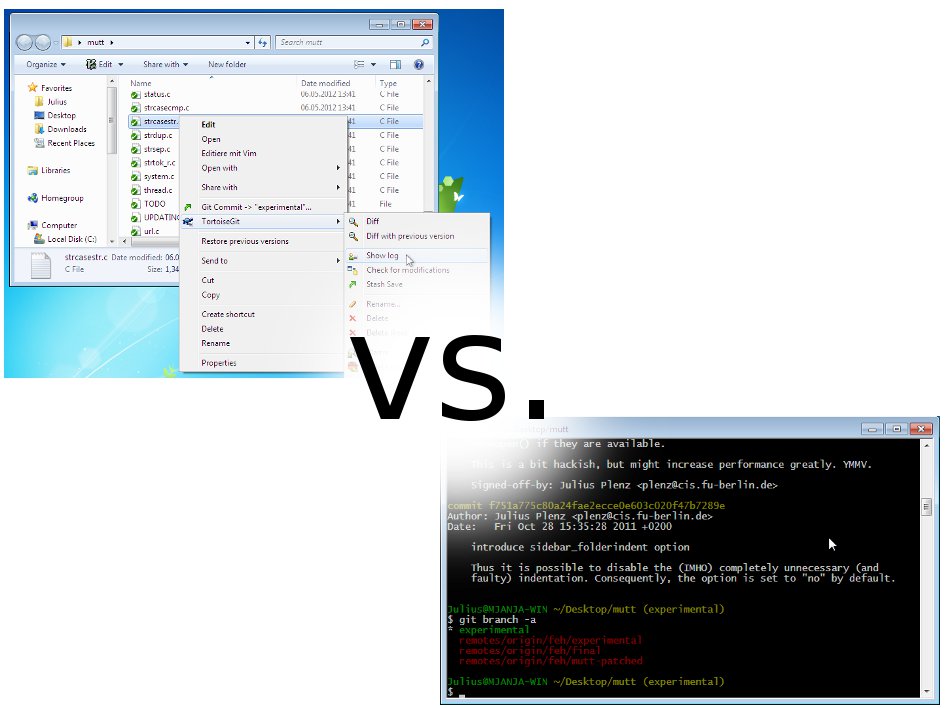 mutt
Search mutt
Organize Edit Share with New folder
Name Date modified Type
Favorites
Julius
Desktop
Downloads
Recent Places
Libraries
Homegroup
Computer
Local Disk (C:)
status.c 06.05.2012 13:41 C File
strcasecmp.c 06.05.2012 13:41 C File
strcasestr. :41 C File
strdup.c :41 C File
strsep.c :41 C File
strtok_r.c :41 C File
system.c :41 C File
thread.c :41 C File
TODO :41 File
UPDATING
url.c
strcasestr.c Date modified: 06.0
C File Size: 1,34
Edit
Open
Editiere mit Vim
Open with
Share with
Git Commit -> "experimental"...
TortoiseGit
Restore previous versions
Send to
Cut
Copy
Create shortcut
Delete
Rename
Properties
Diff
Diff with previous version
Show log
Check for modifications
Stash Save
Rename...
Delete
Delete
vs.
/mutt
() if they are available.
This is a bit hackish, but might increase performance greatly. YMMV.
Signed-off-by: Julius Plenz <plenz@cis.fu-berlin.de>
commit f751a775c80a24fae2ecce0e603c020f47b7289e
Author: Julius Plenz <plenz@cis.fu-berlin.de>
Date: Fri Oct 28 15:35:28 2011 +0200
introduce sidebar_folderindent option
Thus it is possible to disable the (IMHO) completely unnecessary (and
faulty) indentation. Consequently, the option is set to "no" by default.
Julius@MJANJA-WIN ~/Desktop/mutt (experimental)
$ git branch -a
* experimental
remotes/origin/feh/experimental
remotes/origin/feh/final
remotes/origin/feh/mutt-patched
Julius@MJANJA-WIN ~/Desktop/mutt (experimental)
$ _